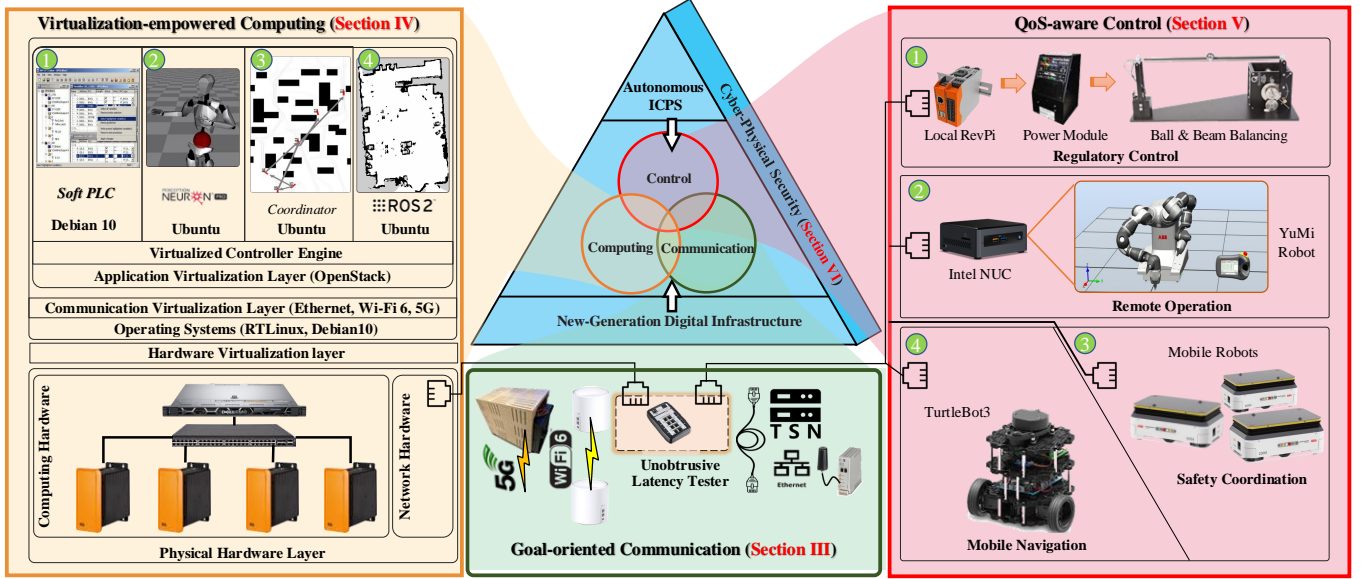 Virtualization-empowered Computing (Section IV)
1
2
3
4
Soft PLC
Debian 10
PERCEPTION
NEURON PRO
Ubuntu
Coordinator
Ubuntu
ROS 2
Ubuntu
Virtualized Controller Engine
Application Virtualization Layer (OpenStack)
Communication Virtualization Layer (Ethernet, Wi-Fi 6, 5G)
Operating Systems (RTLinux, Debian10)
Hardware Virtualization layer
Computing Hardware
Network Hardware
Physical Hardware Layer
Autonomous
ICPS
Control
Computing
Communication
New-Generation Digital Infrastructure
Cyber-Physical Security (Section VI)
5G
WiFi 6
Unobtrusive
Latency Tester
TSN
Ethernet
Goal-oriented Communication (Section III)
QoS-aware Control (Section V)
1
Local RevPi
Power Module
Ball & Beam Balancing
Regulatory Control
2
Intel NUC
ABB
YuMi
Robot
Remote Operation
4
TurtleBot3
Mobile Navigation
3
Mobile Robots
Safety Coordination